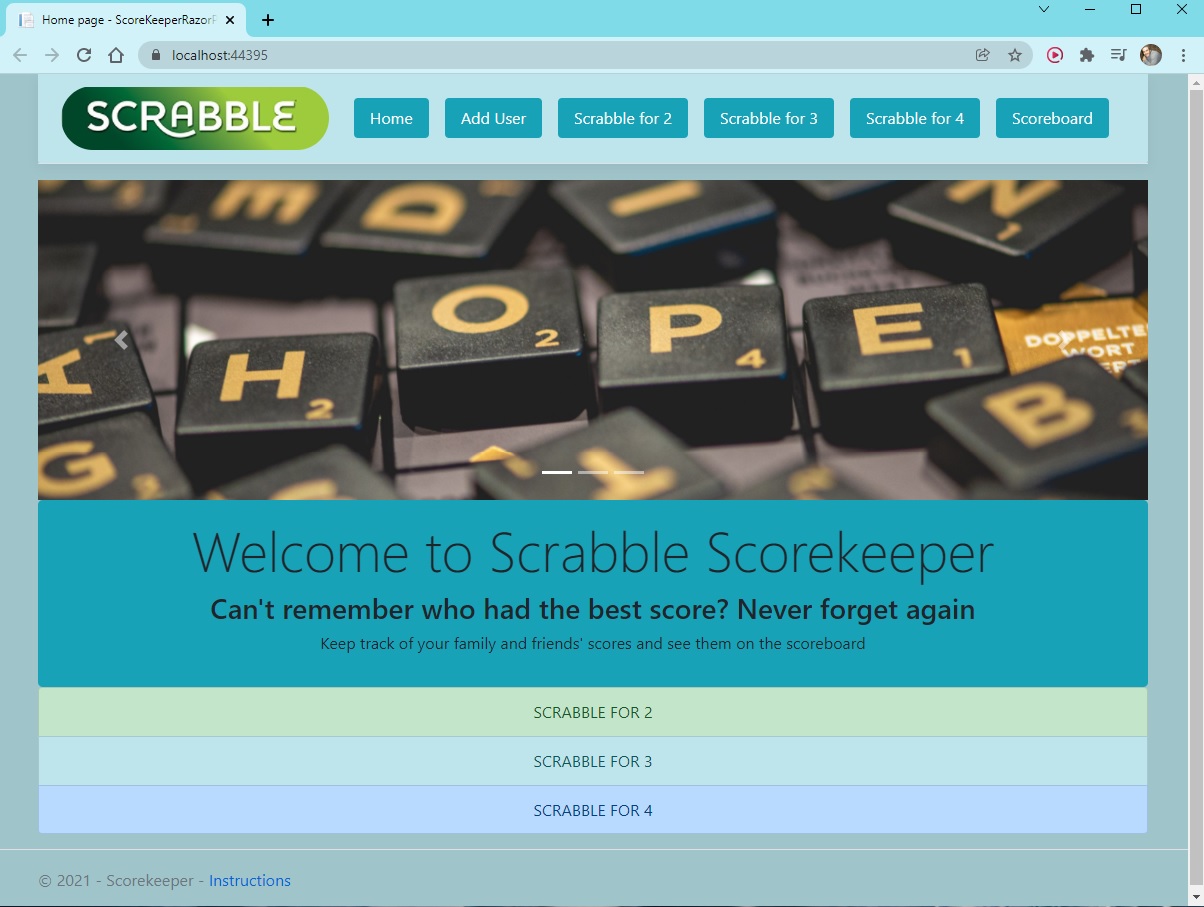 Home page - ScoreKeeperRazorP
localhost:44395
SCRABBLE
Home
Add User
Scrabble for 2
Scrabble for 3
Scrabble for 4
Scoreboard
E M D I N
1
A H O P E
2 2 4 1
DOPPELTE
WORT
G B
Welcome to Scrabble Scorekeeper
Can't remember who had the best score? Never forget again
Keep track of your family and friends' scores and see them on the scoreboard
SCRABBLE FOR 2
SCRABBLE FOR 3
SCRABBLE FOR 4
© 2021 - Scorekeeper - Instructions